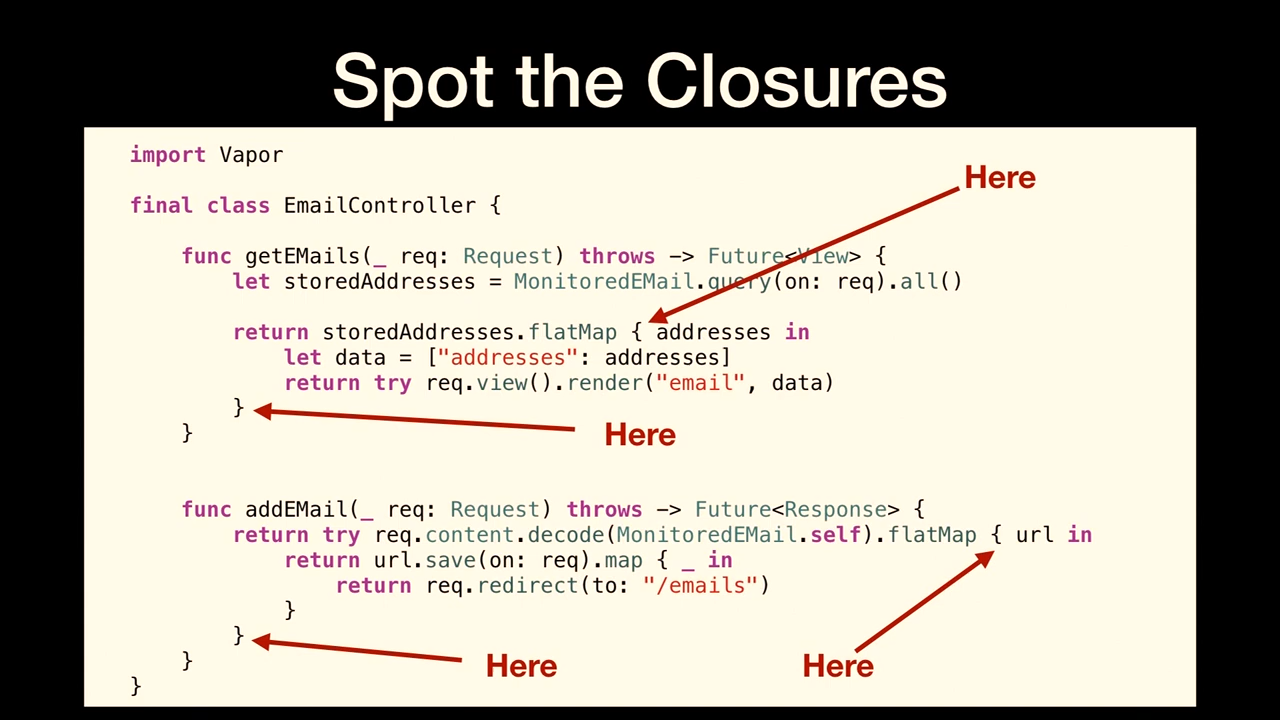 Spot the Closures
import Vapor
Here
final class EmailController {
func getEMails(_ req: Request) throws -> Future<View> {
let storedAddresses = MonitoredEMail.query(on: req).all()
return storedAddresses.flatMap { addresses in
let data = ["addresses": addresses]
return try req.view().render("email", data)
}
Here
}
func addEMail(_ req: Request) throws -> Future<Response> {
return try req.content.decode(MonitoredEMail.self).flatMap { url in
return url.save(on: req).map { _ in
return req.redirect(to: "/emails")
}
}
}
Here
Here
}